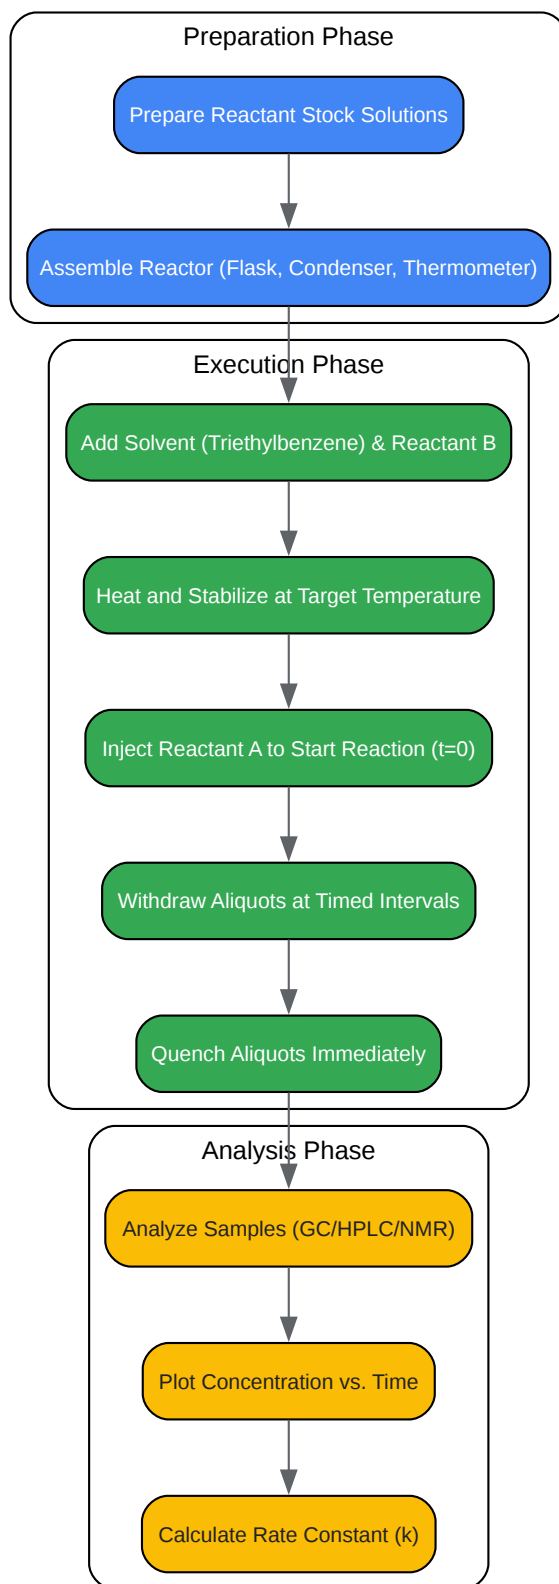 Preparation Phase
Prepare Reactant Stock Solutions
Assemble Reactor (Flask, Condenser, Thermometer)
Execution Phase
Add Solvent (Triethylbenzene) & Reactant B
Heat and Stabilize at Target Temperature
Inject Reactant A to Start Reaction (t=0)
Withdraw Aliquots at Timed Intervals
Quench Aliquots Immediately
Analysis Phase
Analyze Samples (GC/HPLC/NMR)
Plot Concentration vs. Time
Calculate Rate Constant (k)